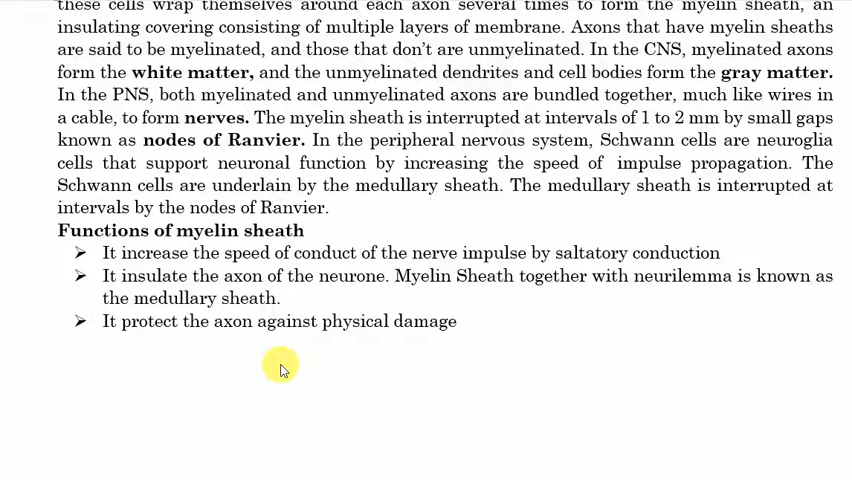 these cells wrap themselves around each axon several times to form the myelin sheath, an
insulating covering consisting of multiple layers of membrane. Axons that have myelin sheaths
are said to be myelinated, and those that don't are unmyelinated. In the CNS, myelinated axons
form the white matter, and the unmyelinated dendrites and cell bodies form the gray matter.
In the PNS, both myelinated and unmyelinated axons are bundled together, much like wires in
a cable, to form nerves. The myelin sheath is interrupted at intervals of 1 to 2 mm by small gaps
known as nodes of Ranvier. In the peripheral nervous system, Schwann cells are neuroglia
cells that support neuronal function by increasing the speed of impulse propagation. The
Schwann cells are underlain by the medullary sheath. The medullary sheath is interrupted at
intervals by the nodes of Ranvier.
Functions of myelin sheath
➢ It increase the speed of conduct of the nerve impulse by saltatory conduction
➢ It insulate the axon of the neurone. Myelin Sheath together with neurilemma is known as
the medullary sheath.
➢ It protect the axon against physical damage